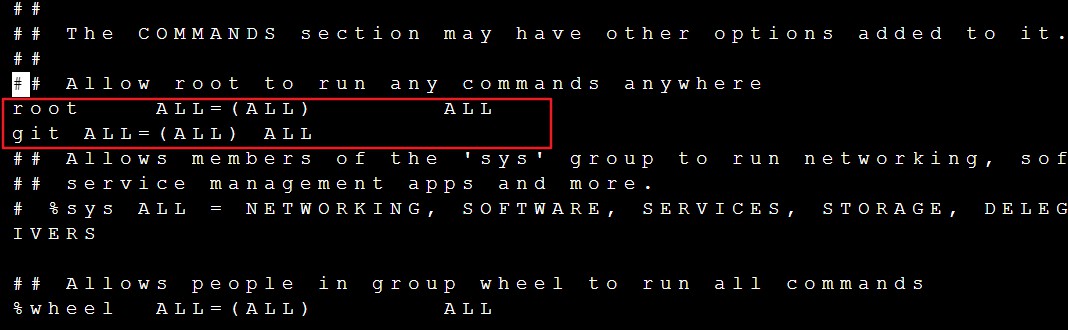 ##
## The COMMANDS section may have other options added to it.
##
## Allow root to run any commands anywhere
root ALL=(ALL) ALL
git ALL=(ALL) ALL
## Allows members of the 'sys' group to run networking, sof
## service management apps and more.
# %sys ALL = NETWORKING, SOFTWARE, SERVICES, STORAGE, DELEG
IVERS
## Allows people in group wheel to run all commands
%wheel ALL=(ALL) ALL